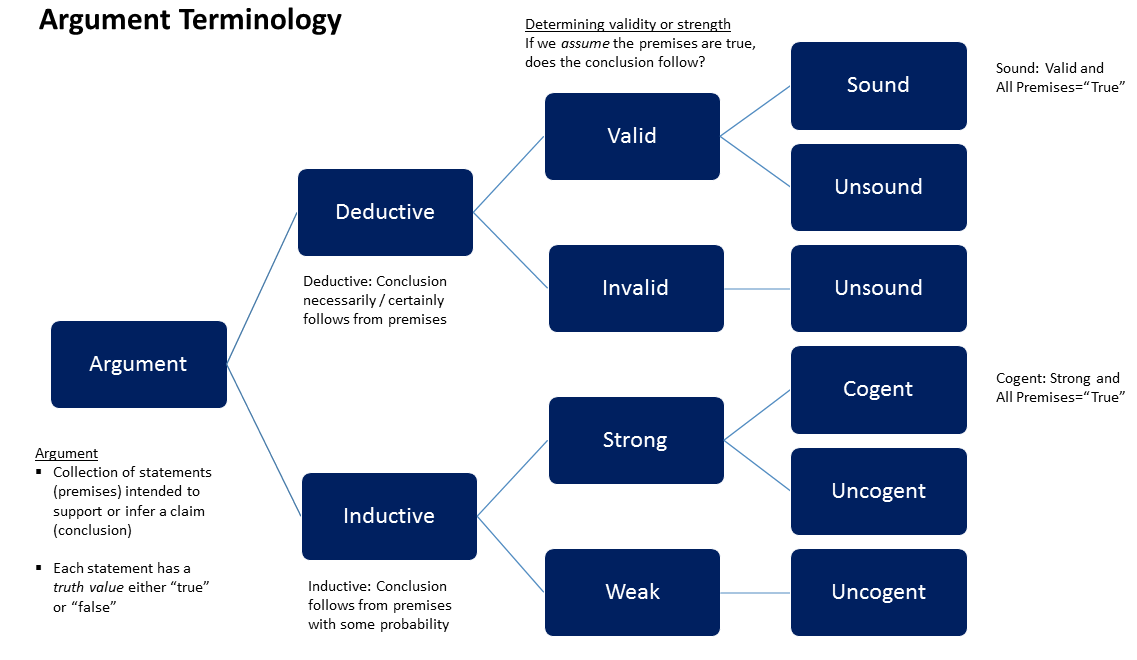 Argument Terminology
Determining validity or strength
If we assume the premises are true,
does the conclusion follow?
Sound
Sound: Valid and
All Premises=“True”
Valid
Unsound
Deductive
Deductive: Conclusion
necessarily / certainly
follows from premises
Invalid
Unsound
Argument
Argument
▪ Collection of statements
(premises) intended to
support or infer a claim
(conclusion)
▪ Each statement has a
truth value either “true”
or “false”
Cogent
Cogent: Strong and
All Premises=“True”
Strong
Uncogent
Inductive
Inductive: Conclusion
follows from premises
with some probability
Weak
Uncogent